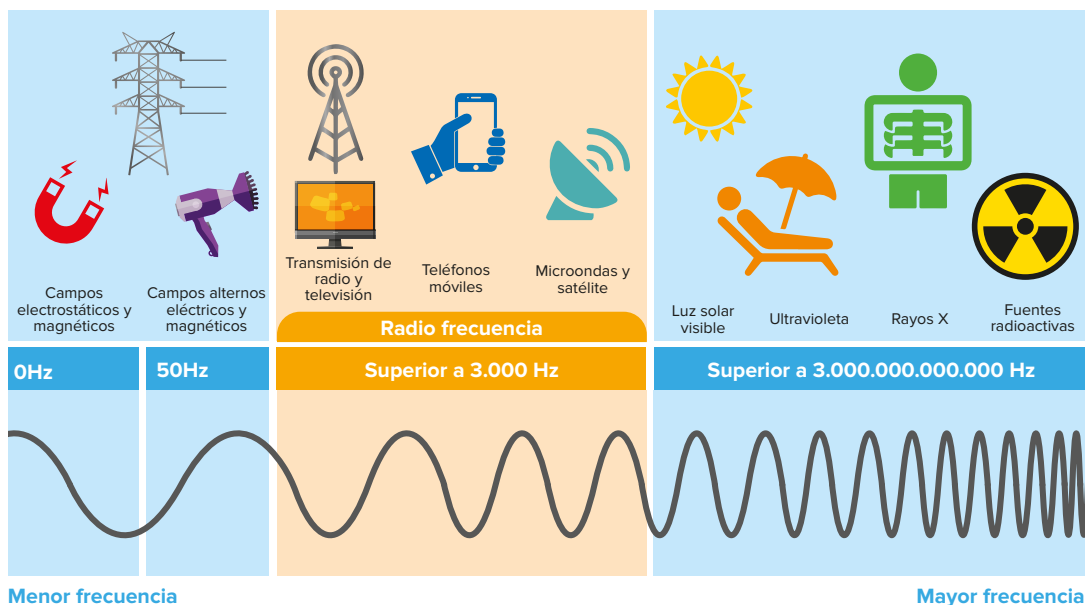 Campos
electrostáticos y
magnéticos
Campos alternos
eléctricos y
magnéticos
Transmisión de
radio y
televisión
Teléfonos
móviles
Microondas y
satélite
Luz solar
visible
Ultravioleta
Rayos X
Fuentes
radioactivas
Radio frecuencia
0Hz
50Hz
Superior a 3.000 Hz
Superior a 3.000.000.000.000 Hz
Menor frecuencia
Mayor frecuencia